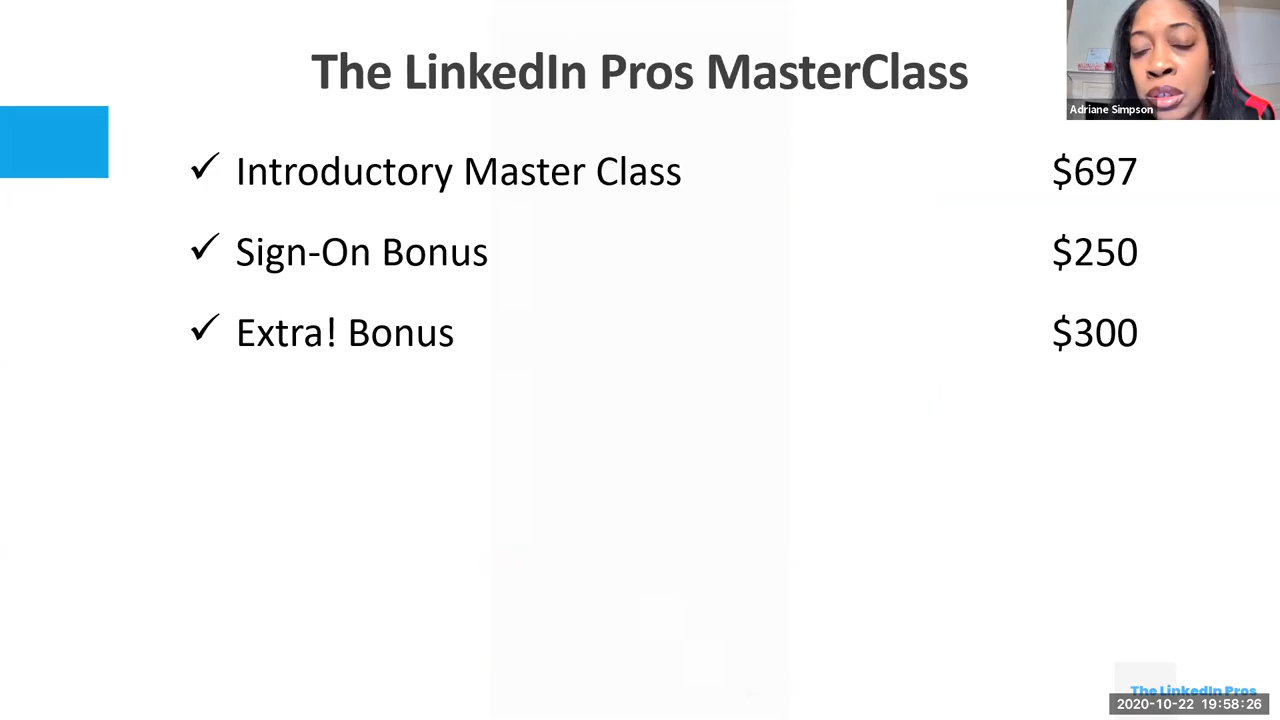 The LinkedIn Pros MasterClass
Adriane Simpson
✓ Introductory Master Class $697
✓ Sign-On Bonus $250
✓ Extra! Bonus $300
The LinkedIn Pros
2020-10-22 19:58:26